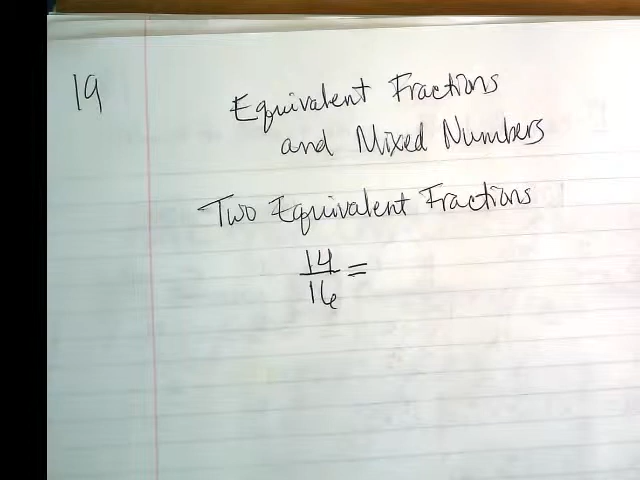 19
Equivalent Fractions
and Mixed Numbers
Two Equivalent Fractions
14/16 =